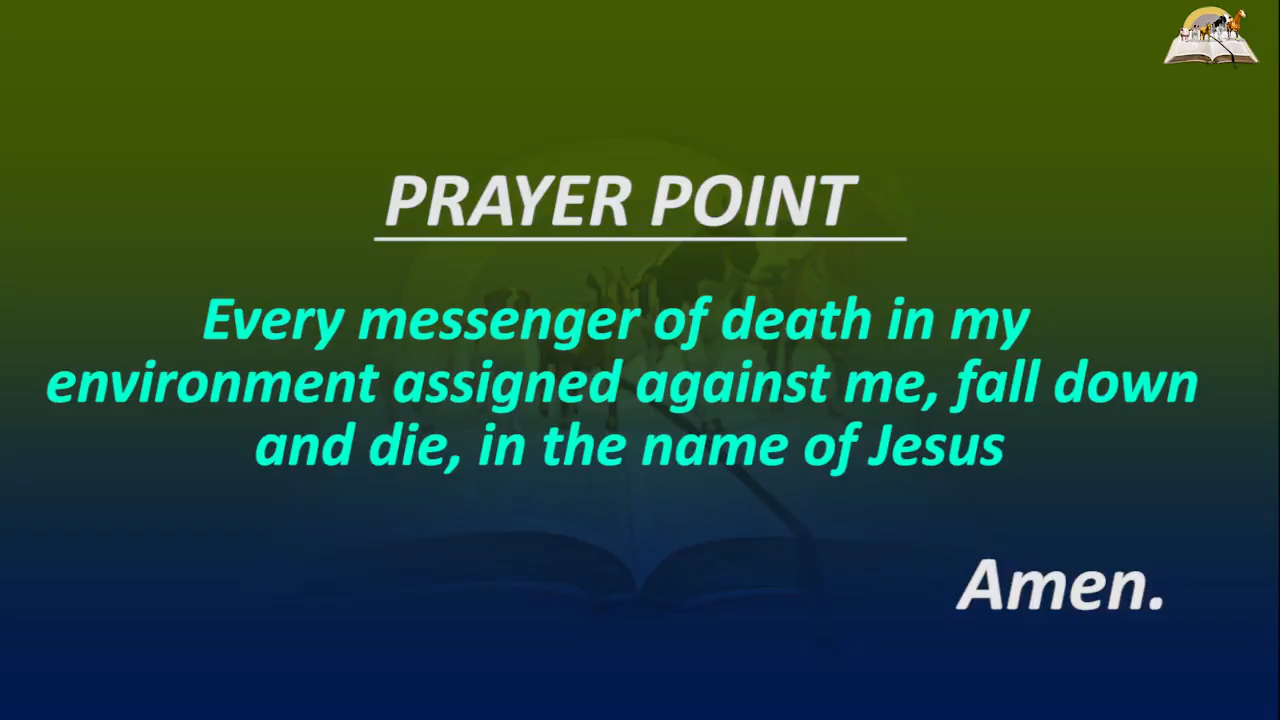 PRAYER POINT
Every messenger of death in my
environment assigned against me, fall down
and die, in the name of Jesus
Amen.